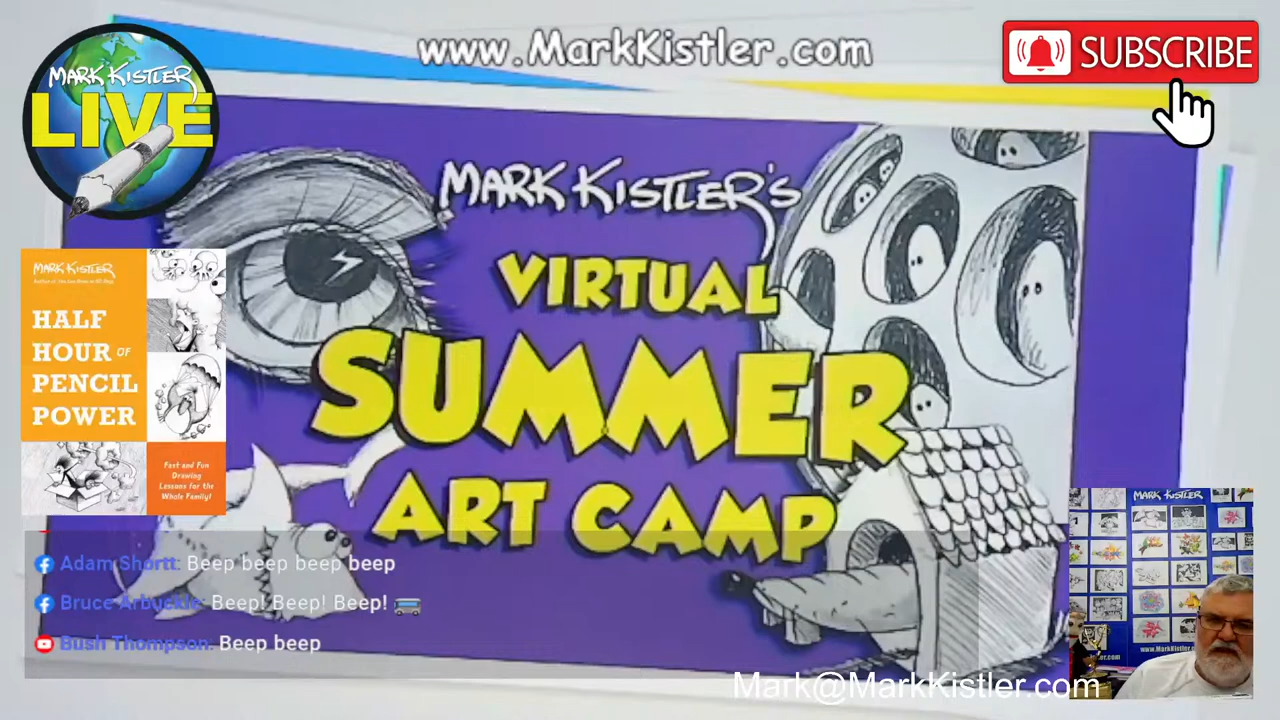 www.MarkKistler.com
SUBSCRIBE
MARK KISTLER
LIVE
MARK KISTLER'S
VIRTUAL
SUMMER
ART CAMP
MARK KISTLER
HALF
HOUR OF
PENCIL
POWER
Fast and Fun
Drawing
Lessons for the
Whole Family!
Adam Shortt: Beep beep beep beep
Bruce Arbuckle: Beep! Beep! Beep! 🚌
Bush Thompson: Beep beep
MARK KISTLER
Mark@MarkKistler.com